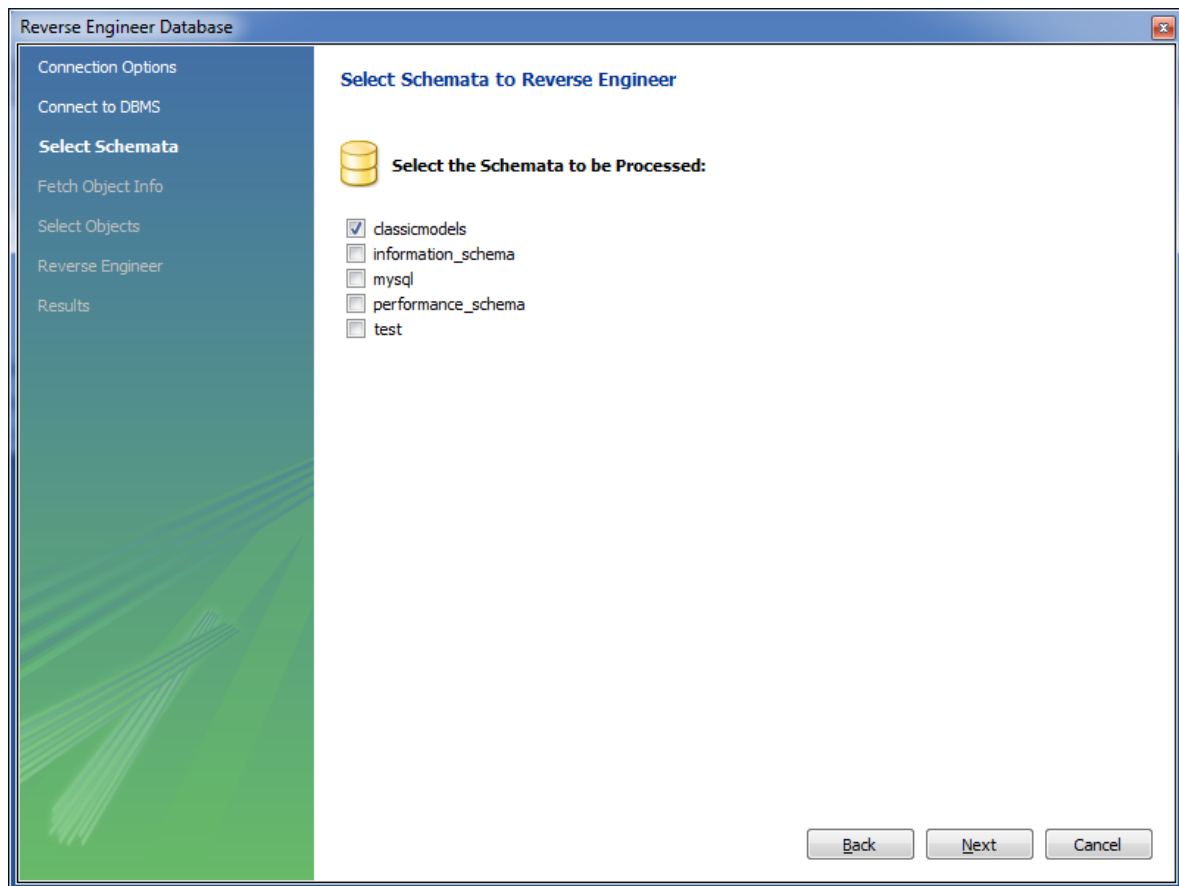 Reverse Engineer Database
Connection Options
Connect to DBMS
Select Schemata
Fetch Object Info
Select Objects
Reverse Engineer
Results
Select Schemata to Reverse Engineer
Select the Schemata to be Processed:
classicmodels
information_schema
mysql
performance_schema
test
Back
Next
Cancel